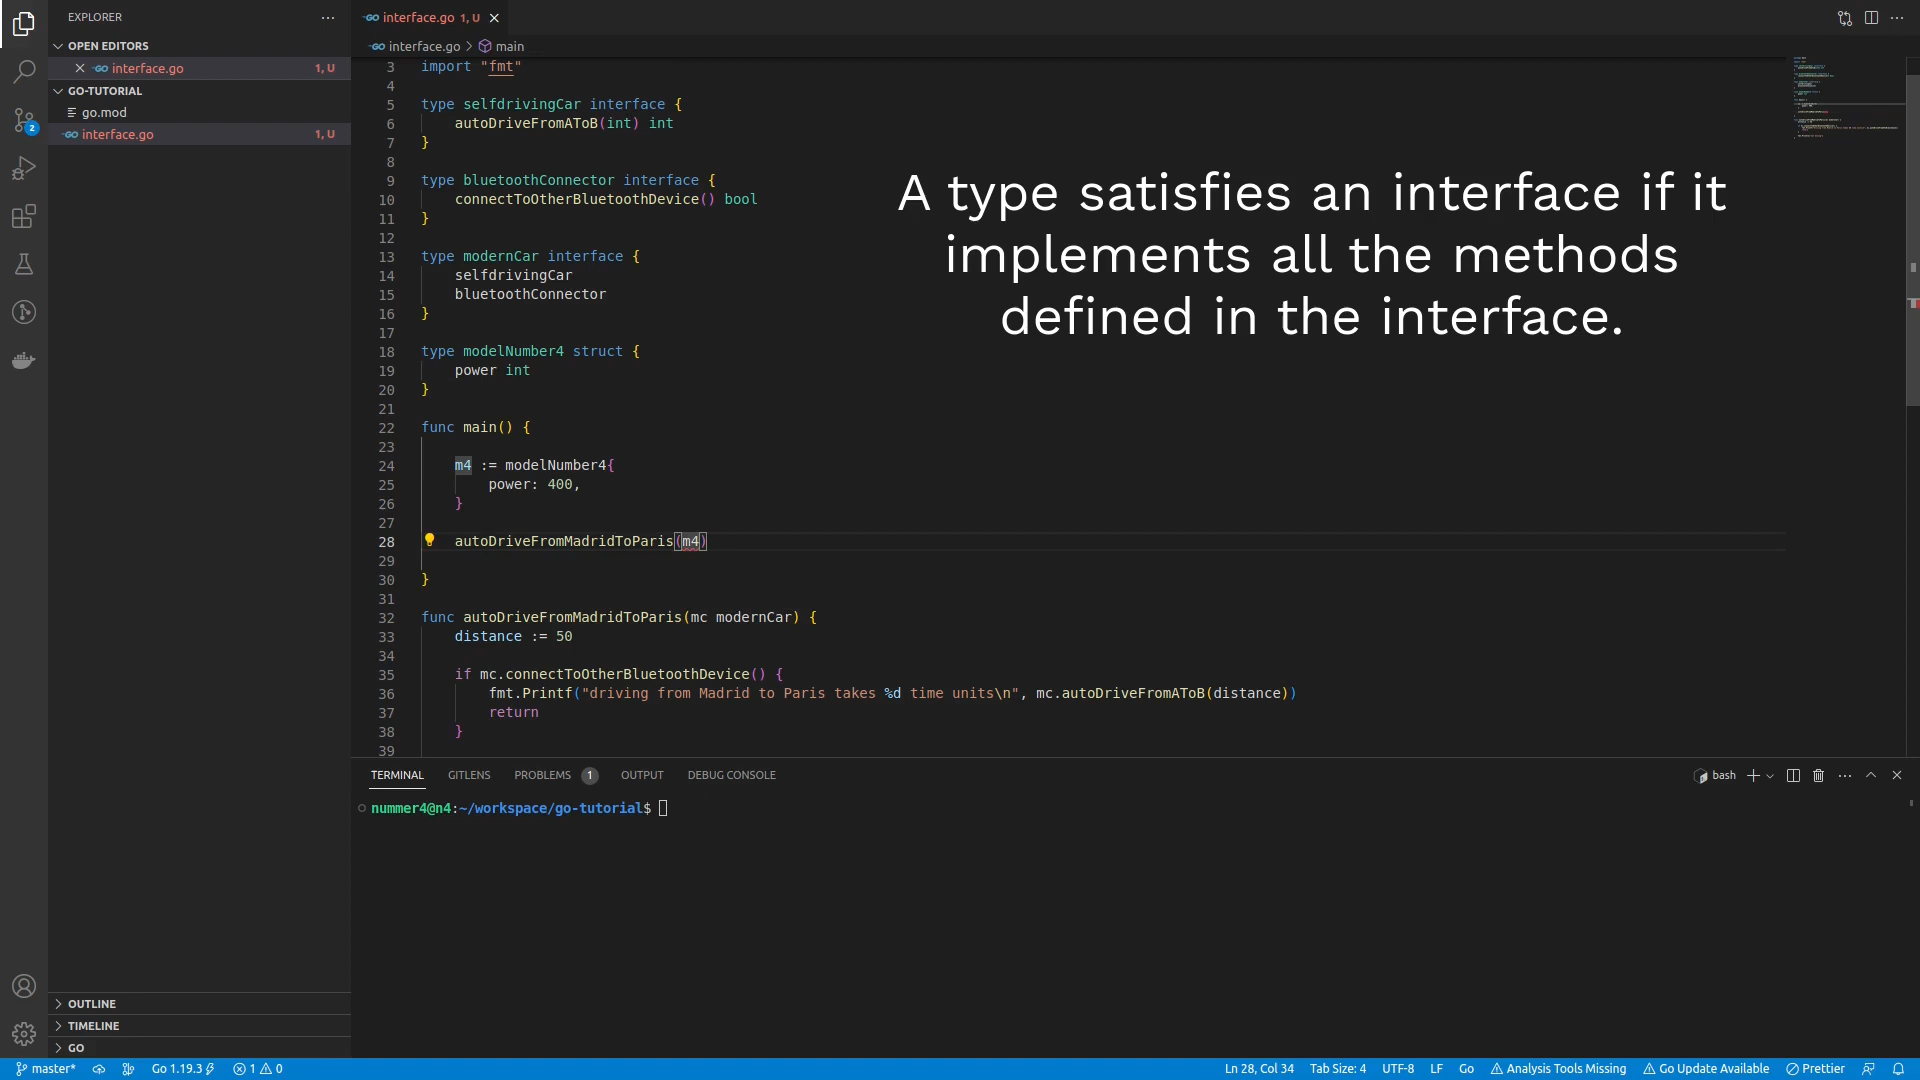 EXPLORER
interface.go 1, U
OPEN EDITORS
interface.go 1, U
GO-TUTORIAL
go.mod
interface.go 1, U
2
OUTLINE
TIMELINE
GO
interface.go > main
3 import "fmt"
4
5 type selfdrivingCar interface {
6 autoDriveFromAToB(int) int
7 }
8
9 type bluetoothConnector interface {
10 connectToOtherBluetoothDevice() bool
11 }
12
13 type modernCar interface {
14 selfdrivingCar
15 bluetoothConnector
16 }
17
18 type modelNumber4 struct {
19 power int
20 }
21
22 func main() {
23
24 m4 := modelNumber4{
25 power: 400,
26 }
27
28 autoDriveFromMadridToParis(m4)
29
30 }
31
32 func autoDriveFromMadridToParis(mc modernCar) {
33 distance := 50
34
35 if mc.connectToOtherBluetoothDevice() {
36 fmt.Printf("driving from Madrid to Paris takes %d time units\n", mc.autoDriveFromAToB(distance))
37 return
38 }
39
A type satisfies an interface if it
implements all the methods
defined in the interface.
TERMINAL GITLENS PROBLEMS 1 OUTPUT DEBUG CONSOLE
bash
nummer4@n4:~/workspace/go-tutorial$
master* Go 1.19.3 1 0 Ln 28, Col 34 Tab Size: 4 UTF-8 LF Go Analysis Tools Missing Go Update Available Prettier